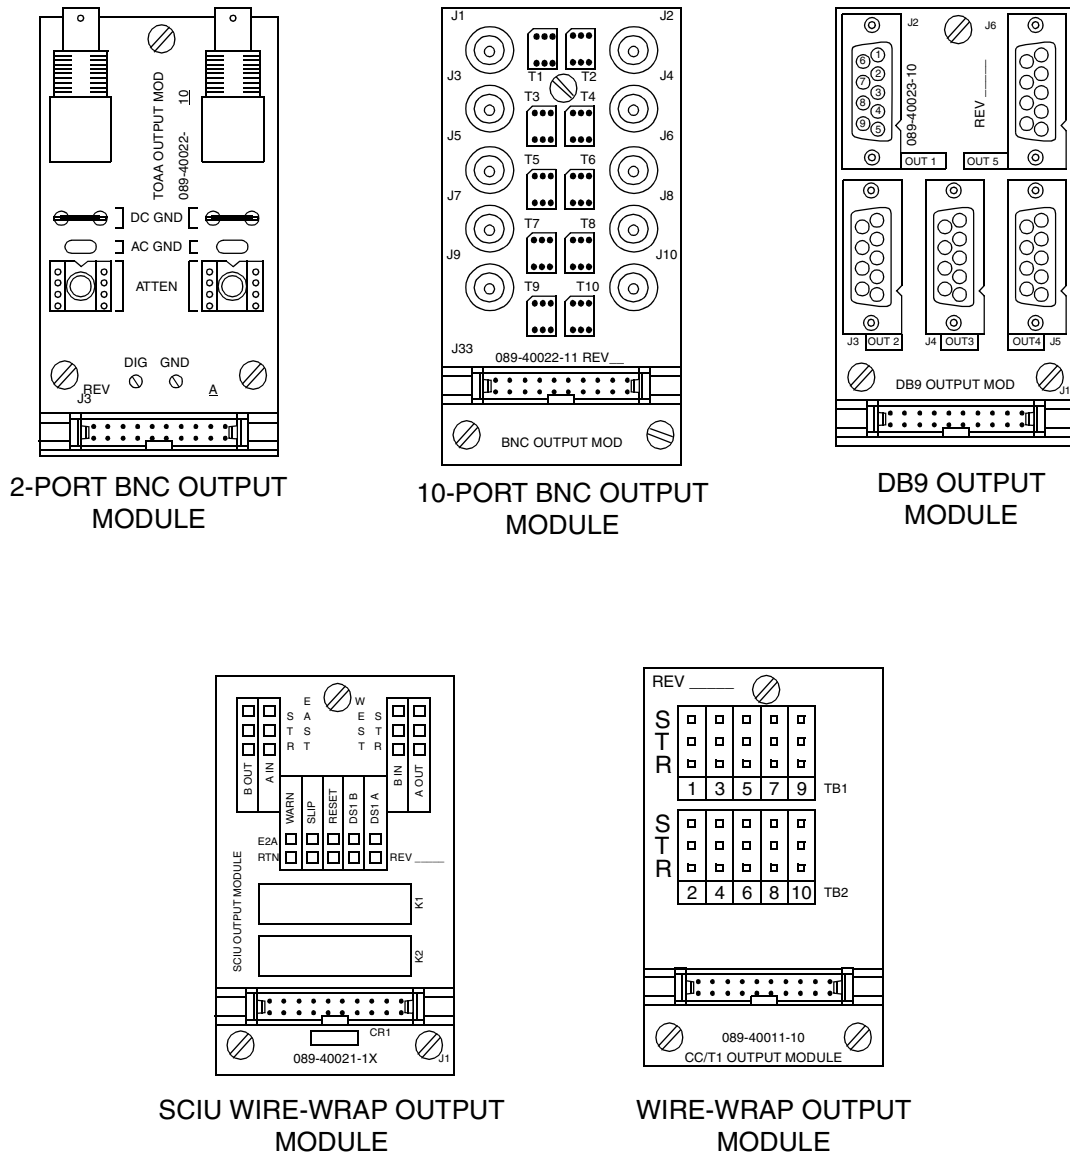 TOAA OUTPUT MOD
089-40022-
10
DC GND
AC GND
ATTEN
DIG GND
REV A
J3
2-PORT BNC OUTPUT
MODULE
J1 J2
T1 T2
J3 J4
T3 T4
J5 J6
T5 T6
J7 J8
T7 T8
J9 J10
T9 T10
J33
089-40022-11 REV__
BNC OUTPUT MOD
10-PORT BNC OUTPUT
MODULE
J2 J6
1
6
2
7
3
8
4
9
5
089-40023-10
REV _____
OUT 1 OUT 5
J3 OUT 2 J4 OUT3 OUT4 J5
DB9 OUTPUT MOD
J1
DB9 OUTPUT
MODULE
EAST
STR
WEST
STR
B OUT
A IN
B IN
A OUT
WARN
SLIP
RESET
DS1 B
DS1 A
E2A
RTN
REV _____
SCIU OUTPUT MODULE
K1
K2
CR1
089-40021-1X
J1
SCIU WIRE-WRAP OUTPUT
MODULE
REV _____
S
T
R
1 3 5 7 9 TB1
S
T
R
2 4 6 8 10 TB2
089-40011-10
CC/T1 OUTPUT MODULE
WIRE-WRAP OUTPUT
MODULE